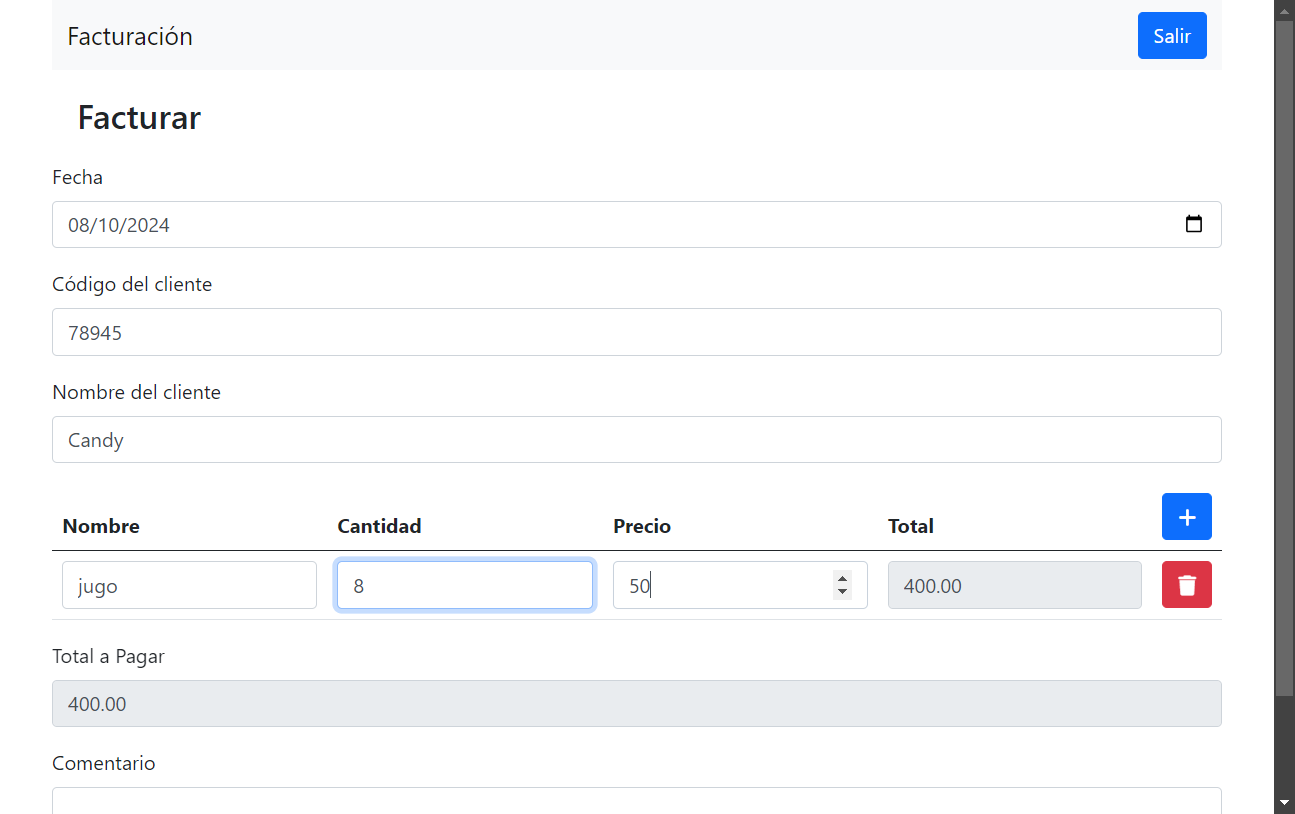 Facturación
Salir
Facturar
Fecha
08/10/2024
Código del cliente
78945
Nombre del cliente
Candy
Nombre Cantidad Precio Total +
jugo 8 50 400.00
Total a Pagar
400.00
Comentario